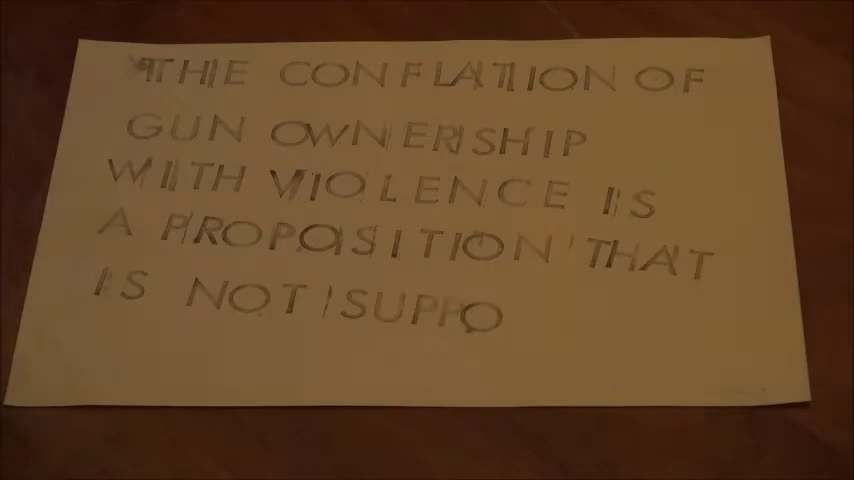 THE CONFLATION OF
GUN OWNERSHIP
WITH VIOLENCE IS
A PROPOSITION THAT
IS NOT SUPPO